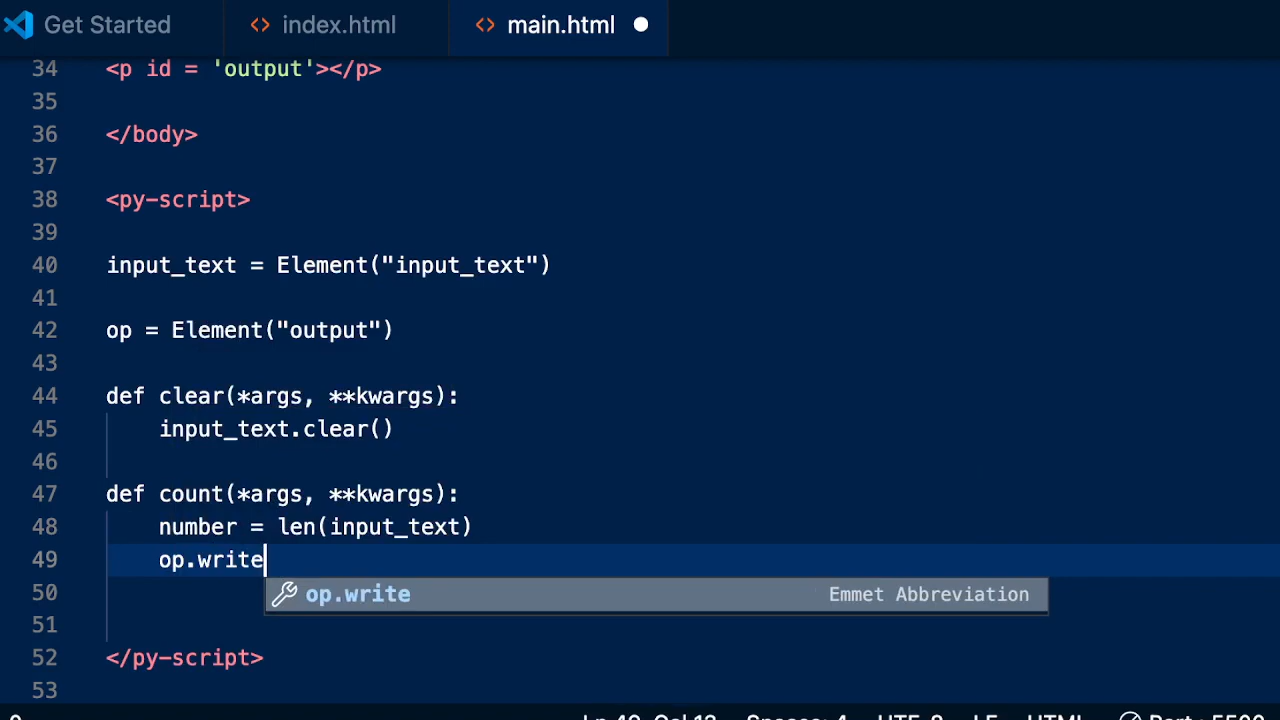 Get Started index.html main.html
34 <p id = 'output'></p>
35
36 </body>
37
38 <py-script>
39
40 input_text = Element("input_text")
41
42 op = Element("output")
43
44 def clear(*args, **kwargs):
45 input_text.clear()
46
47 def count(*args, **kwargs):
48 number = len(input_text)
49 op.write
50 op.write Emmet Abbreviation
51
52 </py-script>
53